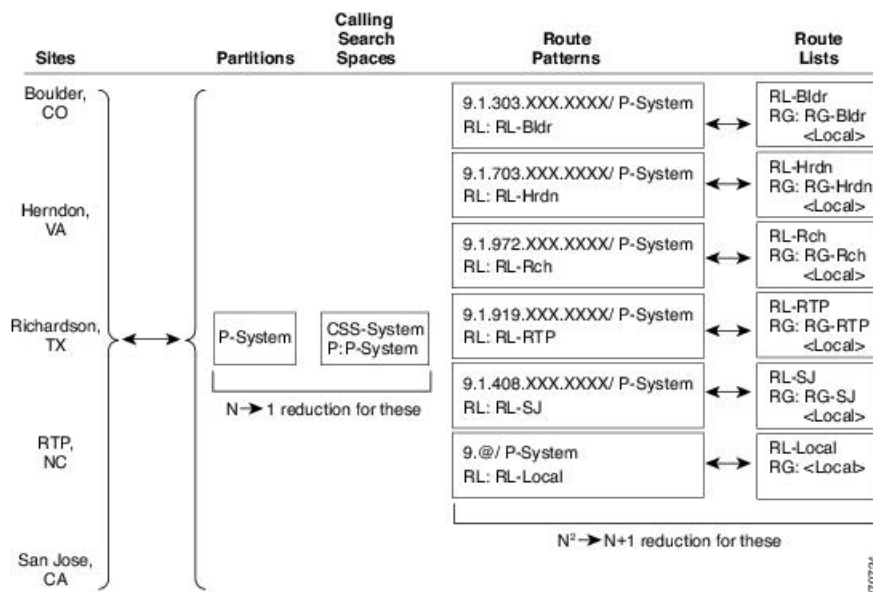 Sites
Partitions
Calling
Search
Spaces
Route
Patterns
Route
Lists
Boulder,
CO
Herndon,
VA
Richardson,
TX
RTP,
NC
San Jose,
CA
P-System
CSS-System
P:P-System
N→1 reduction for these
9.1.303.XXX.XXXX/ P-System
RL: RL-Bldr
RL-Bldr
RG: RG-Bldr
<Local>
9.1.703.XXX.XXXX/ P-System
RL: RL-Hrdn
RL-Hrdn
RG: RG-Hrdn
<Local>
9.1.972.XXX.XXXX/ P-System
RL: RL-Rch
RL-Rch
RG: RG-Rch
<Local>
9.1.919.XXX.XXXX/ P-System
RL: RL-RTP
RL-RTP
RG: RG-RTP
<Local>
9.1.408.XXX.XXXX/ P-System
RL: RL-SJ
RL-SJ
RG: RG-SJ
<Local>
9.@/ P-System
RL: RL-Local
RL-Local
RG: <Local>
N²→N+1 reduction for these